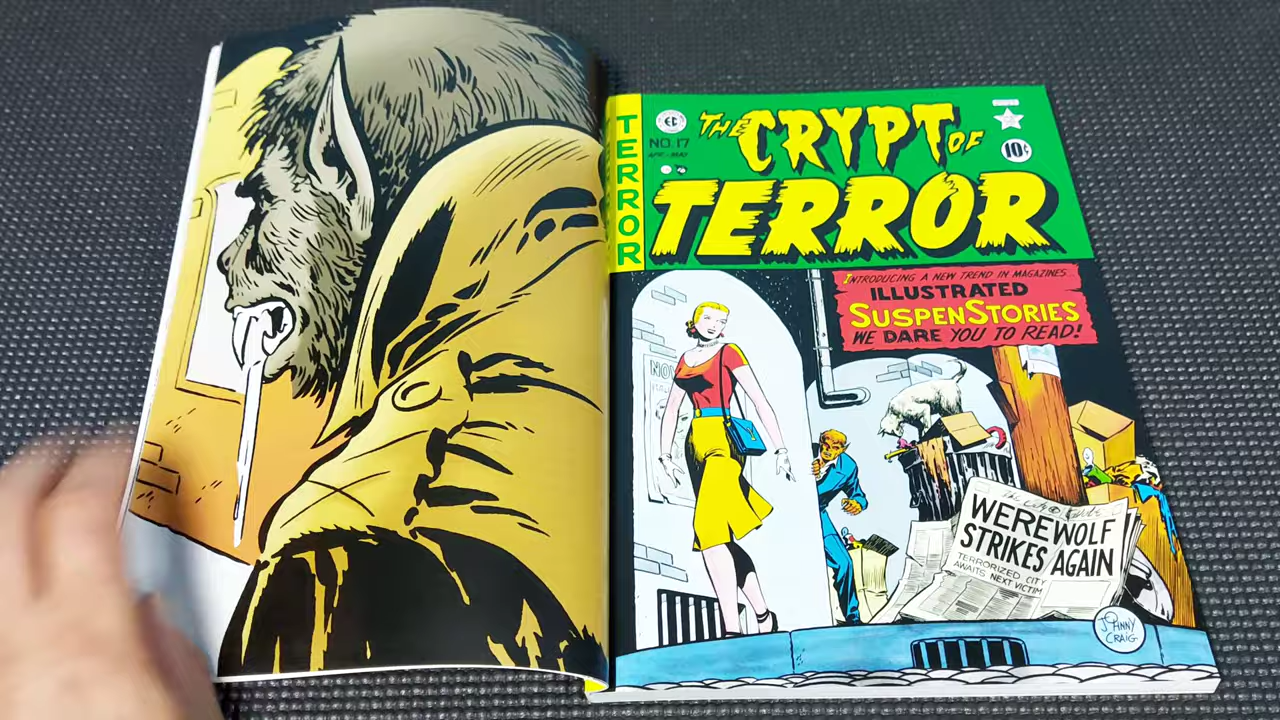 TERROR
EC
THE CRYPT OF
NO. 17
APR.-MAY
10¢
TERROR
INTRODUCING A NEW TREND IN MAGAZINES
ILLUSTRATED
SUSPENSTORIES
WE DARE YOU TO READ!
NOW
WEREWOLF
STRIKES AGAIN
TERRORIZED CITY
AWAITS NEXT VICTIM
JOHNNY
CRAIG